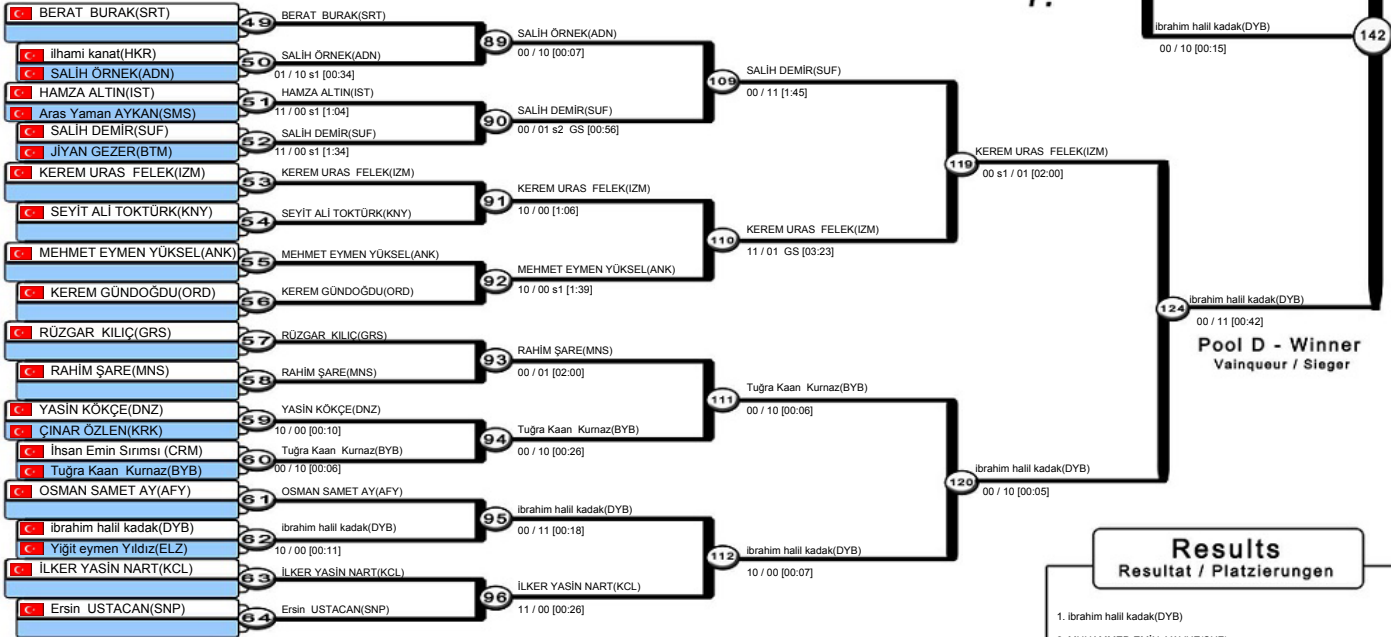 BERAT BURAK(SRT)
49
BERAT BURAK(SRT)
ilhami kanat(HKR)
SALİH ÖRNEK(ADN)
50
SALİH ÖRNEK(ADN)
01 / 10 s1 [00:34]
89
SALİH ÖRNEK(ADN)
00 / 10 [00:07]
HAMZA ALTIN(IST)
Aras Yaman AYKAN(SMS)
51
HAMZA ALTIN(IST)
11 / 00 s1 [1:04]
SALİH DEMİR(SUF)
JİYAN GEZER(BTM)
52
SALİH DEMİR(SUF)
11 / 00 s1 [1:34]
90
SALİH DEMİR(SUF)
00 / 01 s2 GS [00:56]
109
SALİH DEMİR(SUF)
00 / 11 [1:45]
KEREM URAS FELEK(IZM)
53
KEREM URAS FELEK(IZM)
SEYİT ALİ TOKTÜRK(KNY)
54
SEYİT ALİ TOKTÜRK(KNY)
91
KEREM URAS FELEK(IZM)
10 / 00 [1:06]
MEHMET EYMEN YÜKSEL(ANK)
55
MEHMET EYMEN YÜKSEL(ANK)
KEREM GÜNDOĞDU(ORD)
56
KEREM GÜNDOĞDU(ORD)
92
MEHMET EYMEN YÜKSEL(ANK)
10 / 00 s1 [1:39]
110
KEREM URAS FELEK(IZM)
11 / 01 GS [03:23]
119
KEREM URAS FELEK(IZM)
00 s1 / 01 [02:00]
RÜZGAR KILIÇ(GRS)
57
RÜZGAR KILIÇ(GRS)
RAHİM ŞARE(MNS)
58
RAHİM ŞARE(MNS)
93
RAHİM ŞARE(MNS)
00 / 01 [02:00]
YASİN KÖKÇE(DNZ)
ÇINAR ÖZLEN(KRK)
59
YASİN KÖKÇE(DNZ)
10 / 00 [00:10]
İhsan Emin Sırımsı (CRM)
Tuğra Kaan Kurnaz(BYB)
60
Tuğra Kaan Kurnaz(BYB)
00 / 10 [00:06]
94
Tuğra Kaan Kurnaz(BYB)
00 / 10 [00:26]
111
Tuğra Kaan Kurnaz(BYB)
00 / 10 [00:06]
OSMAN SAMET AY(AFY)
61
OSMAN SAMET AY(AFY)
ibrahim halil kadak(DYB)
Yiğit eymen Yıldız(ELZ)
62
ibrahim halil kadak(DYB)
10 / 00 [00:11]
95
ibrahim halil kadak(DYB)
00 / 11 [00:18]
İLKER YASİN NART(KCL)
63
İLKER YASİN NART(KCL)
Ersin USTACAN(SNP)
64
Ersin USTACAN(SNP)
96
İLKER YASİN NART(KCL)
11 / 00 [00:26]
112
ibrahim halil kadak(DYB)
10 / 00 [00:07]
120
ibrahim halil kadak(DYB)
00 / 10 [00:05]
124
ibrahim halil kadak(DYB)
00 / 11 [00:42]
Pool D - Winner
Vainqueur / Sieger
ibrahim halil kadak(DYB)
00 / 10 [00:15]
142
Results
Resultat / Platzierungen
1. ibrahim halil kadak(DYB)